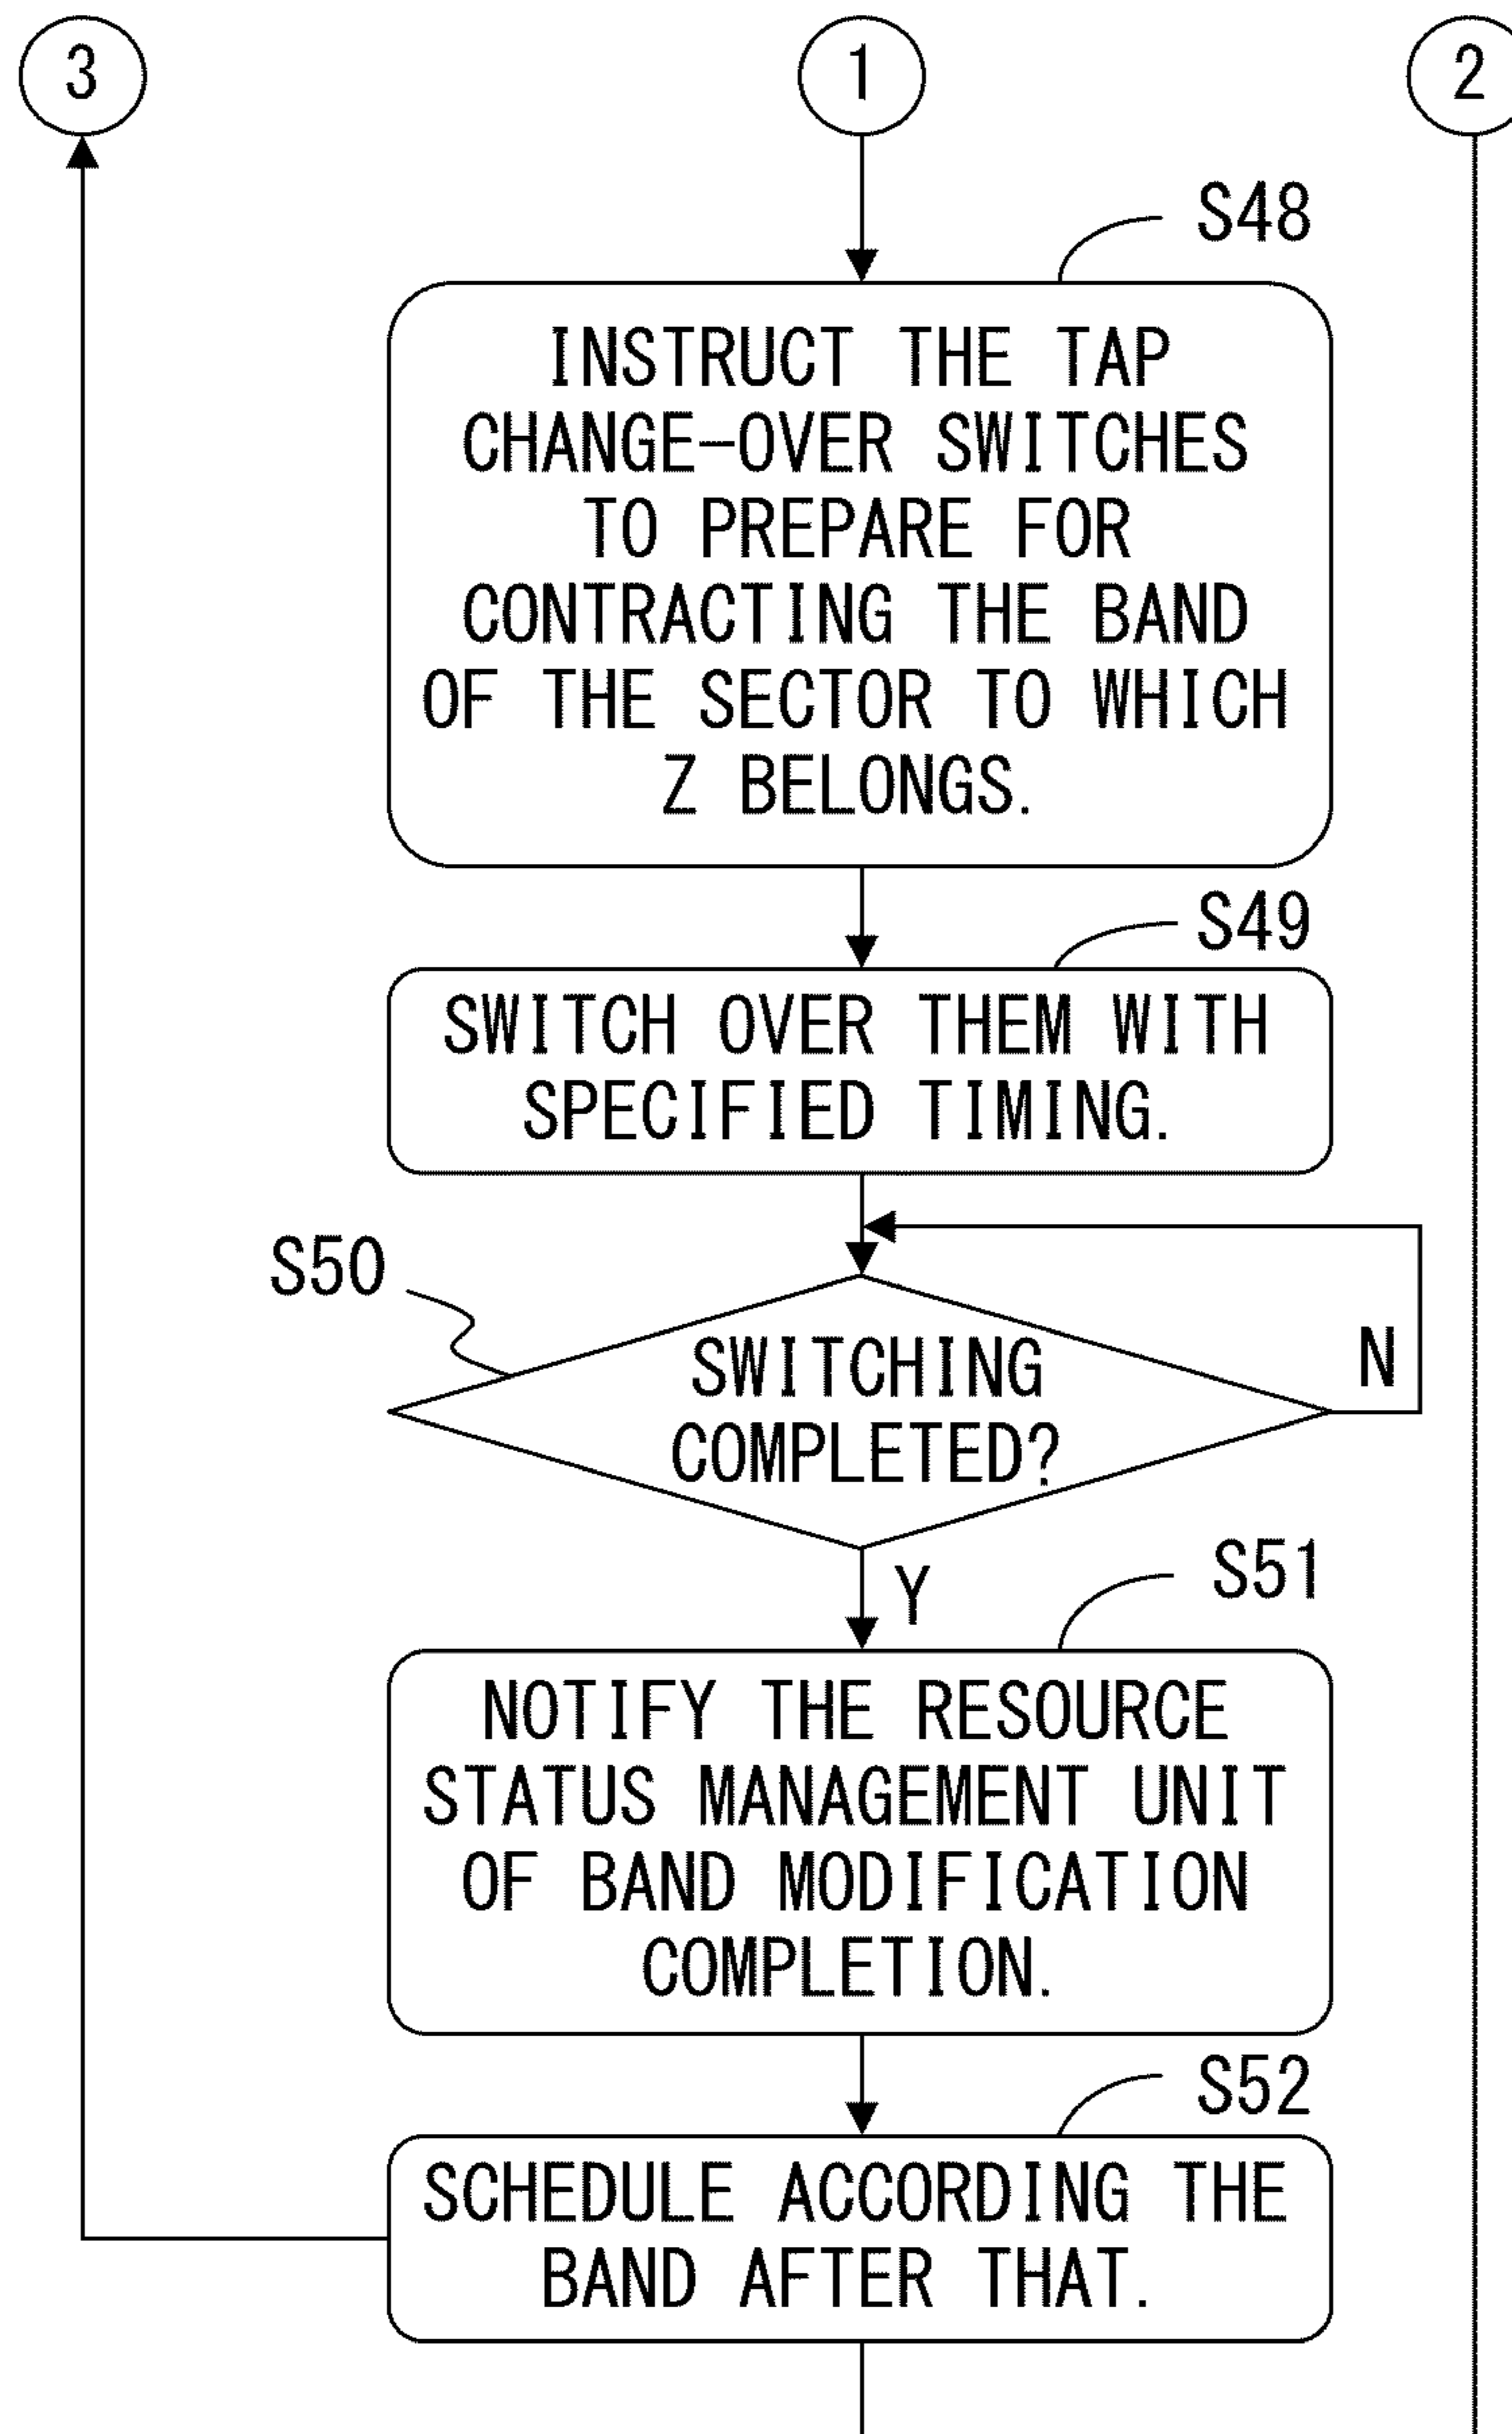 3
1
2
S48
INSTRUCT THE TAP
CHANGE-OVER SWITCHES
TO PREPARE FOR
CONTRACTING THE BAND
OF THE SECTOR TO WHICH
Z BELONGS.
S49
SWITCH OVER THEM WITH
SPECIFIED TIMING.
S50
SWITCHING
COMPLETED?
N
Y
S51
NOTIFY THE RESOURCE
STATUS MANAGEMENT UNIT
OF BAND MODIFICATION
COMPLETION.
S52
SCHEDULE ACCORDING THE
BAND AFTER THAT.